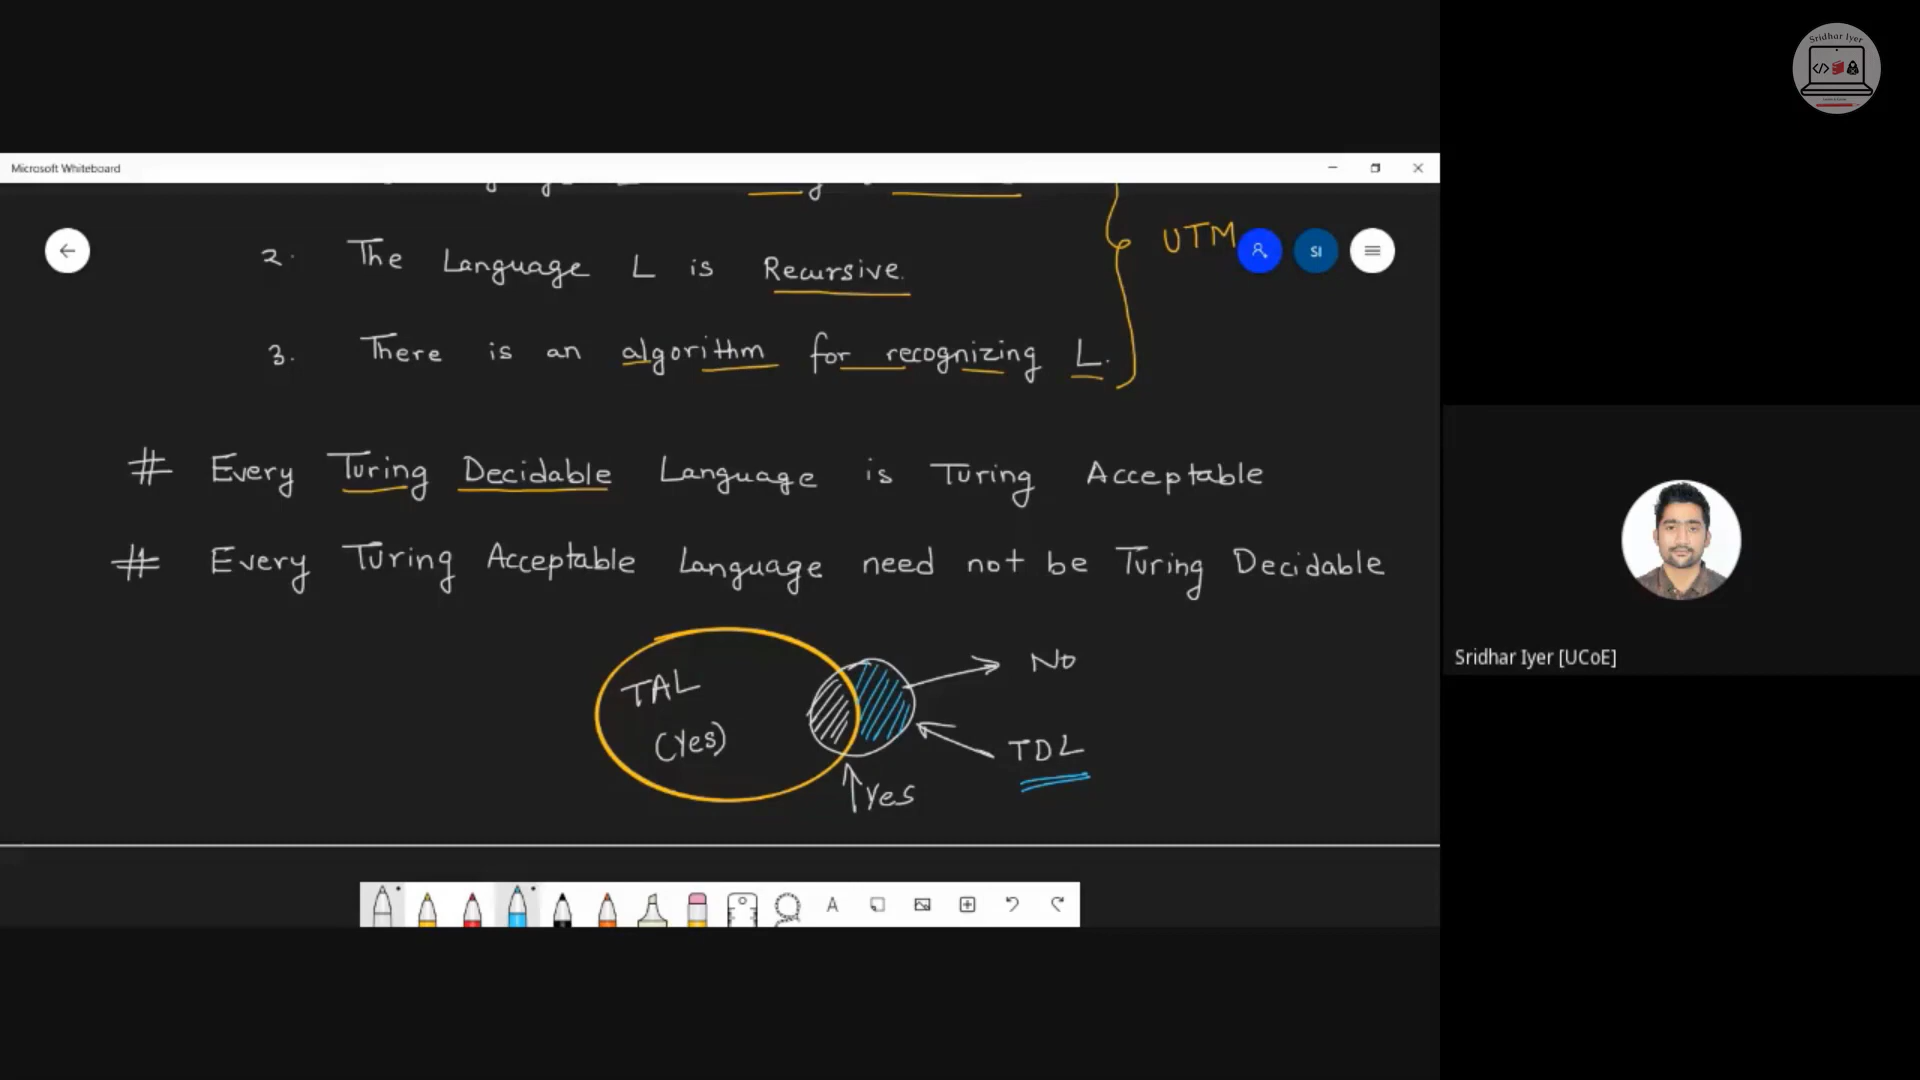 Sridhar Iyer
</>
Microsoft Whiteboard
UTM
SI
2. The Language L is Recursive.
3. There is an algorithm for recognizing L.
# Every Turing Decidable Language is Turing Acceptable
# Every Turing Acceptable Language need not be Turing Decidable
TAL
(Yes)
No
TDL
Yes
Sridhar Iyer [UCoE]
A